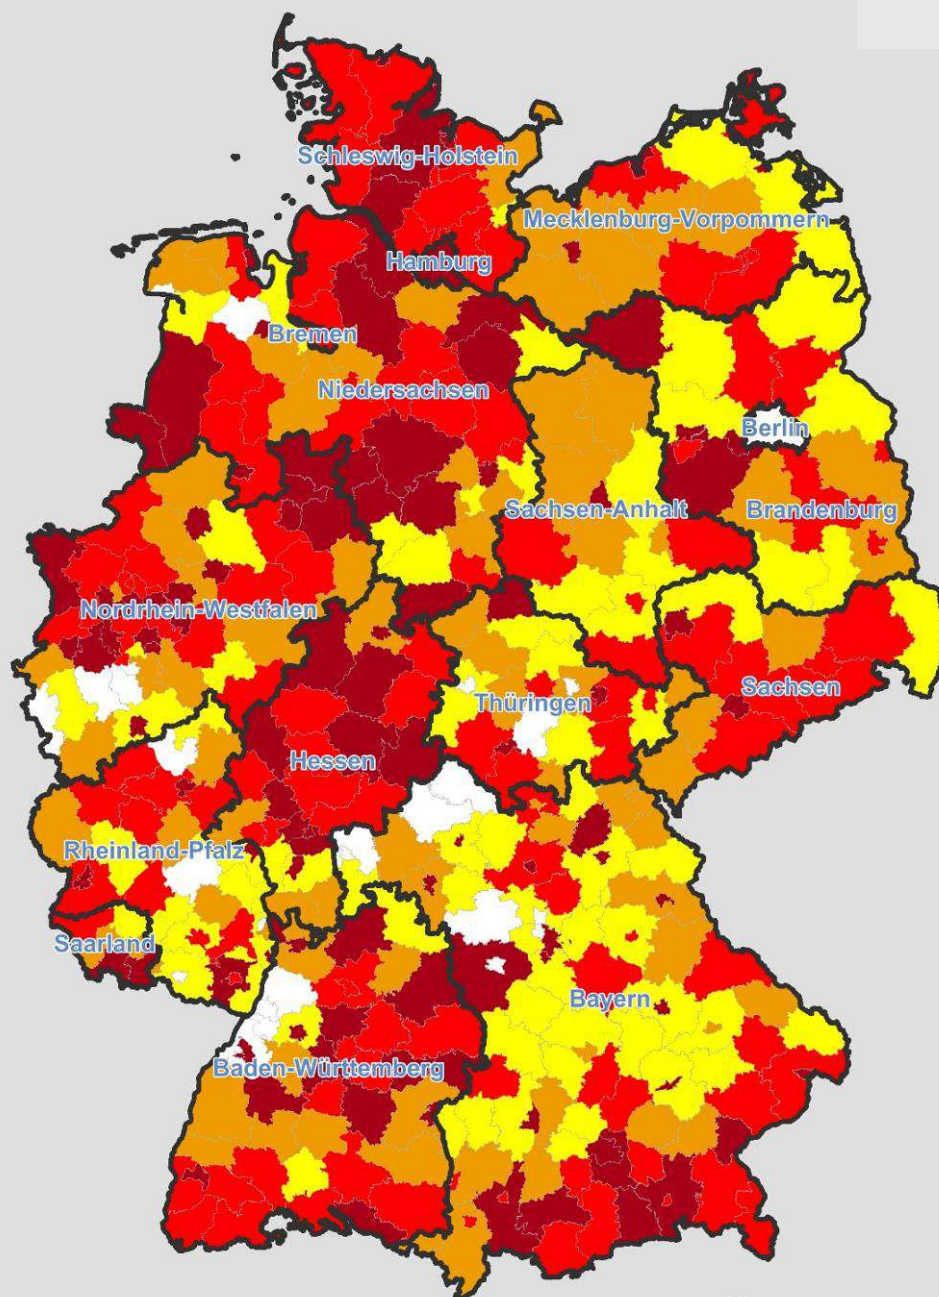 Schleswig-Holstein
Mecklenburg-Vorpommern
Hamburg
Bremen
Niedersachsen
Berlin
Sachsen-Anhalt
Brandenburg
Nordrhein-Westfalen
Sachsen
Thüringen
Hessen
Rheinland-Pfalz
Saarland
Bayern
Baden-Württemberg